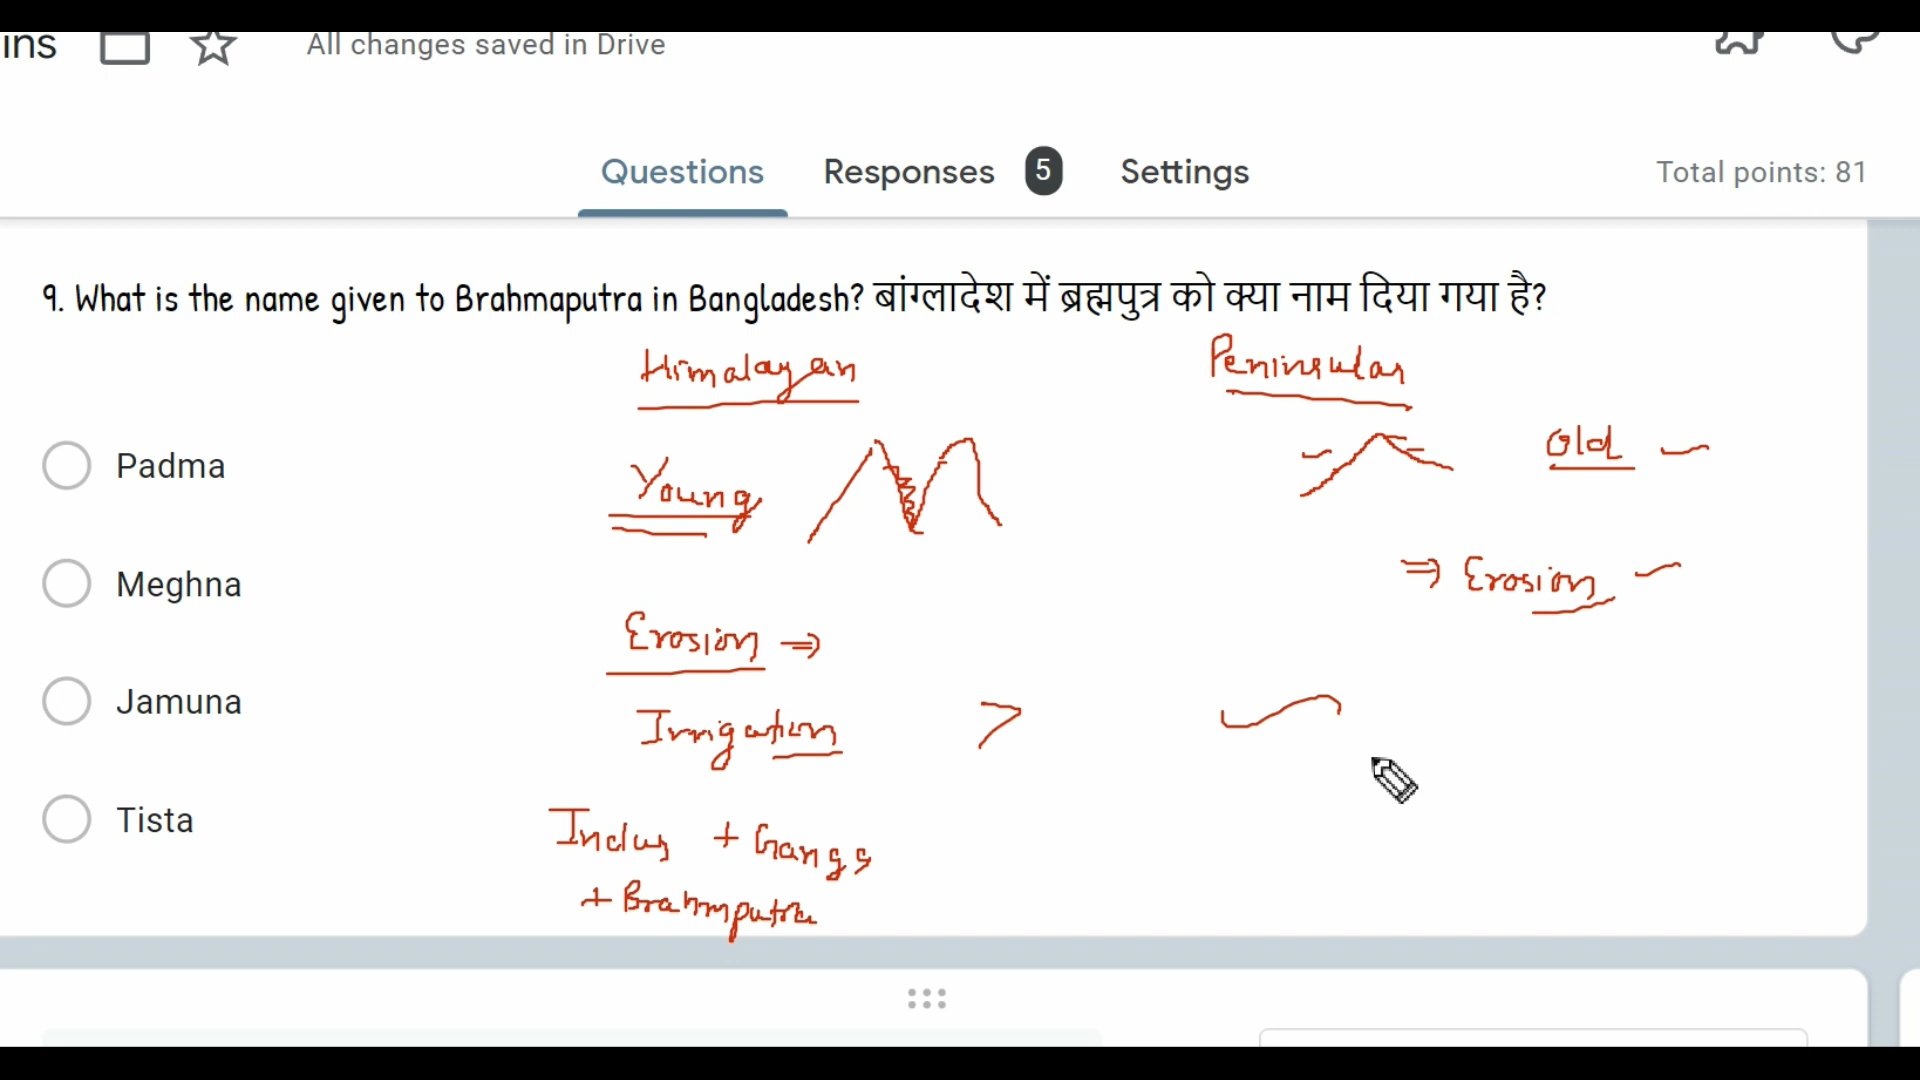 ins All changes saved in Drive
Questions Responses 5 Settings Total points: 81
9. What is the name given to Brahmaputra in Bangladesh? बांग्लादेश में ब्रह्मपुत्र को क्या नाम दिया गया है?
Himalayan Peninsular
Padma
Young
Old
Meghna
⇒ Erosion
Erosion ⇒
Jamuna
Irrigation >
Tista
Indus + Ganga
+ Brahmputra